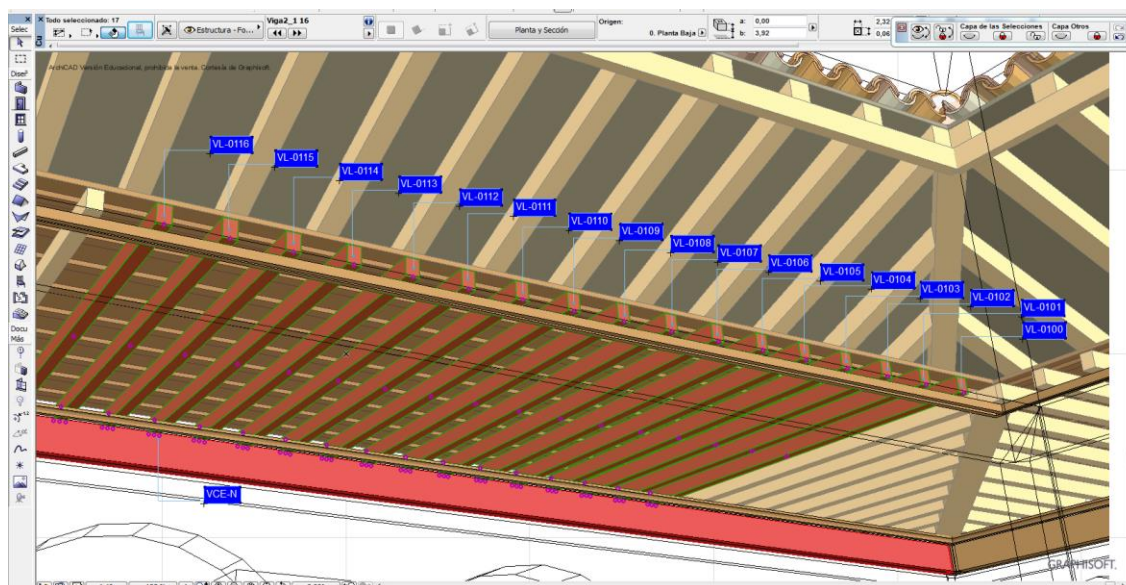 Todo seleccionado: 17
Selec
Cu
Estructura - Fo...
Viga2_1 16
Planta y Sección
Origen:
0. Planta Baja
a: 0,00
b: 3,92
2,32
0,06
Capa de las Selecciones
Capa Otros
ArchiCAD Versión Educasional, prohibida la venta. Cortesía de Graphisoft.
Diseñ
Docu
Más
VL-0116
VL-0115
VL-0114
VL-0113
VL-0112
VL-0111
VL-0110
VL-0109
VL-0108
VL-0107
VL-0106
VL-0105
VL-0104
VL-0103
VL-0102
VL-0101
VL-0100
VCE-N
GRAPHISOFT.